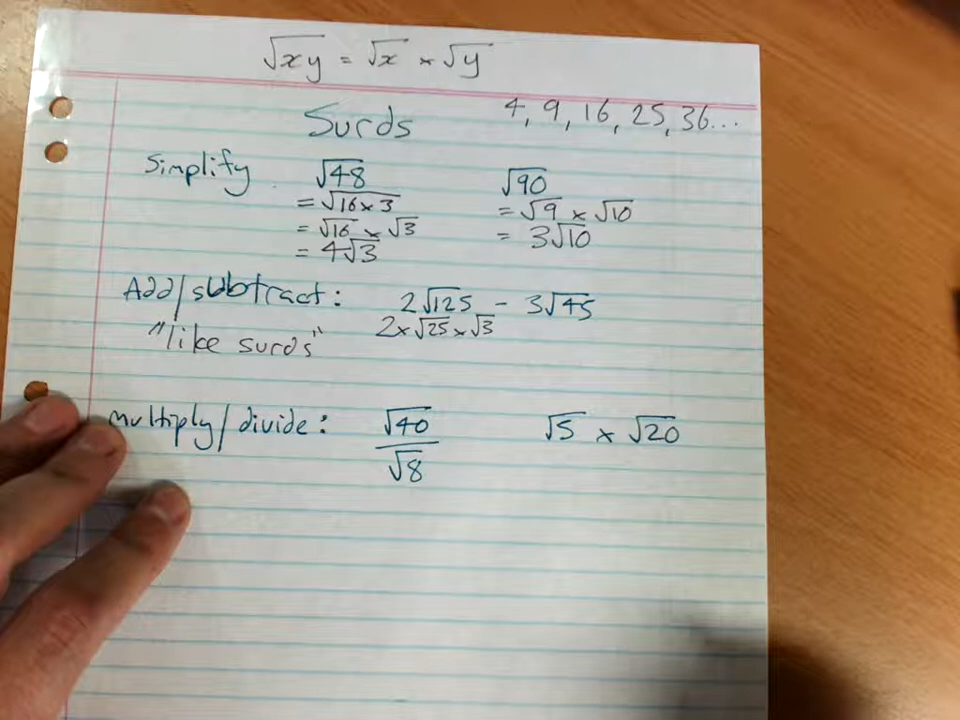 √xy = √x × √y
Surds 4, 9, 16, 25, 36...
Simplify √48 √90
= √16 × 3 = √9 × √10
= √16 × √3 = 3√10
= 4√3
Add/subtract: 2√125 - 3√45
"like surds" 2×√25×√3
multiply/divide: √40/√8 √5 × √20